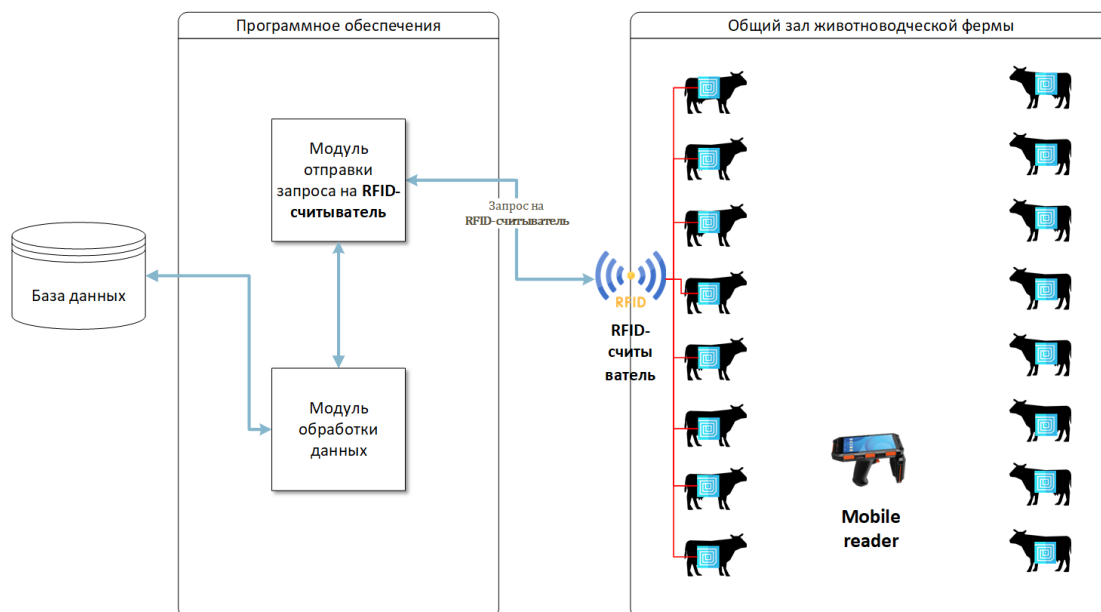 Программное обеспечения
Общий зал животноводческой фермы
Модуль
отправки
запроса на RFID-
считыватель
Запрос на
RFID-считыватель
База данных
RFID
RFID-
считы
ватель
Модуль
обработки
данных
Mobile
reader